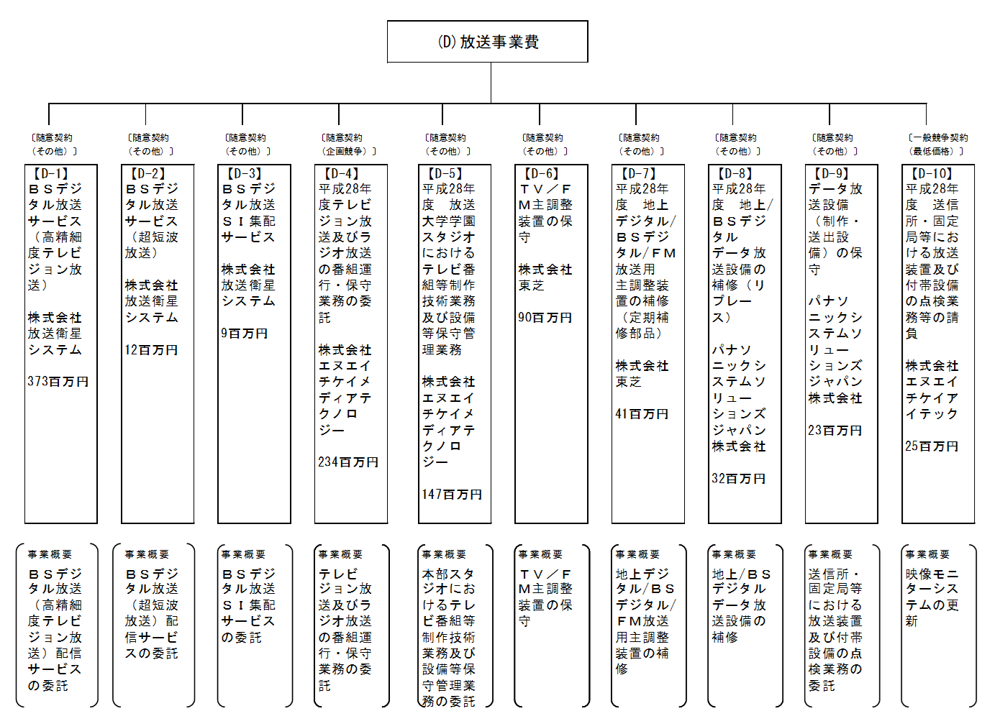 (D)放送事業費
〔随意契約
（その他）〕
【D-1】
ＢＳデジ
タル放送
サービス
（高精細
度テレビ
ジョン放
送）
株式会社
放送衛星
システム
373百万円
事業概要
ＢＳデジ
タル放送
（高精細
度テレビ
ジョン放
送）配信
サービス
の委託
〔随意契約
（その他）〕
【D-2】
ＢＳデジ
タル放送
サービス
（超短波
放送）
株式会社
放送衛星
システム
12百万円
事業概要
ＢＳデジ
タル放送
（超短波
放送）配
信サービ
スの委託
〔随意契約
（その他）〕
【D-3】
ＢＳデジ
タル放送
ＳＩ集配
サービス
株式会社
放送衛星
システム
9百万円
事業概要
ＢＳデジ
タル放送
ＳＩ集配
サービス
の委託
〔随意契約
（企画競争）〕
【D-4】
平成28年
度テレビ
ジョン放
送及びラ
ジオ放送
の番組運
行・保守
業務の委
託
株式会社
エヌエイ
チケイメ
ディアテ
クノロ
ジー
234百万円
事業概要
テレビ
ジョン放
送及びラ
ジオ放送
の番組運
行・保守
業務の委
託
〔随意契約
（その他）〕
【D-5】
平成28年
度　放送
大学学園
スタジオ
における
テレビ番
組等制作
技術業務
及び設備
等保守管
理業務
株式会社
エヌエイ
チケイメ
ディアテ
クノロ
ジー
147百万円
事業概要
本部スタ
ジオにお
けるテレ
ビ番組等
制作技術
業務及び
設備等保
守管理業
務の委託
〔随意契約
（その他）〕
【D-6】
ＴＶ／Ｆ
Ｍ主調整
装置の保
守
株式会社
東芝
90百万円
事業概要
ＴＶ／Ｆ
Ｍ主調整
装置の保
守
〔随意契約
（その他）〕
【D-7】
平成28年
度　地上
デジタル/
ＢＳデジ
タル/ＦＭ
放送用
主調整装
置の補修
（定期補
修部品）
株式会社
東芝
41百万円
事業概要
地上デジ
タル/ＢＳ
デジタル/
ＦＭ放送
用主調整
装置の補
修
〔随意契約
（その他）〕
【D-8】
平成28年
度　地上/
ＢＳデジ
タル
データ放
送設備の
補修（リ
プレー
ス）
パナソ
ニックシ
ステムソ
リュー
ションズ
ジャパン
株式会社
32百万円
事業概要
地上/ＢＳ
デジタル
データ放
送設備の
補修
〔随意契約
（その他）〕
【D-9】
データ放
送設備
（制作・
送出設
備）の保
守
パナソ
ニックシ
ステムソ
リュー
ションズ
ジャパン
株式会社
23百万円
事業概要
送信所・
固定局等
における
放送装置
及び付帯
設備の点
検業務の
委託
〔一般競争契約
（最低価格）〕
【D-10】
平成28年
度　送信
所・固定
局等にお
ける放送
装置及び
付帯設備
の点検業
務等の請
負
株式会社
エヌエイ
チケイア
イテック
25百万円
事業概要
映像モニ
ターシス
テムの更
新